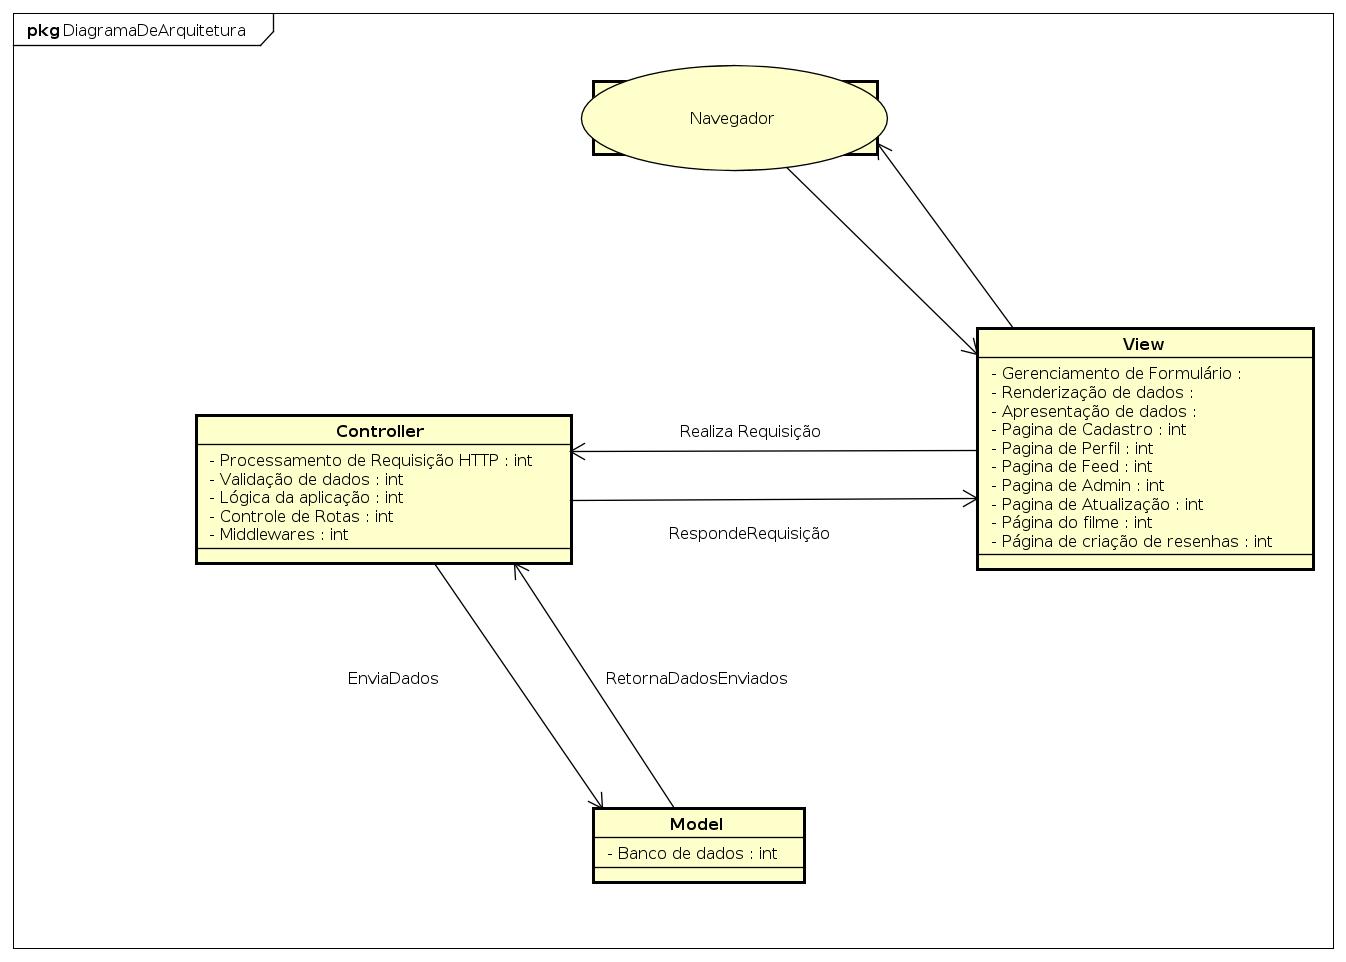 pkg DiagramaDeArquitetura
Navegador
View
- Gerenciamento de Formulário :
- Renderização de dados :
- Apresentação de dados :
- Pagina de Cadastro : int
- Pagina de Perfil : int
- Pagina de Feed : int
- Pagina de Admin : int
- Pagina de Atualização : int
- Página do filme : int
- Página de criação de resenhas : int
Realiza Requisição
RespondeRequisição
Controller
- Processamento de Requisição HTTP : int
- Validação de dados : int
- Lógica da aplicação : int
- Controle de Rotas : int
- Middlewares : int
EnviaDados
RetornaDadosEnviados
Model
- Banco de dados : int